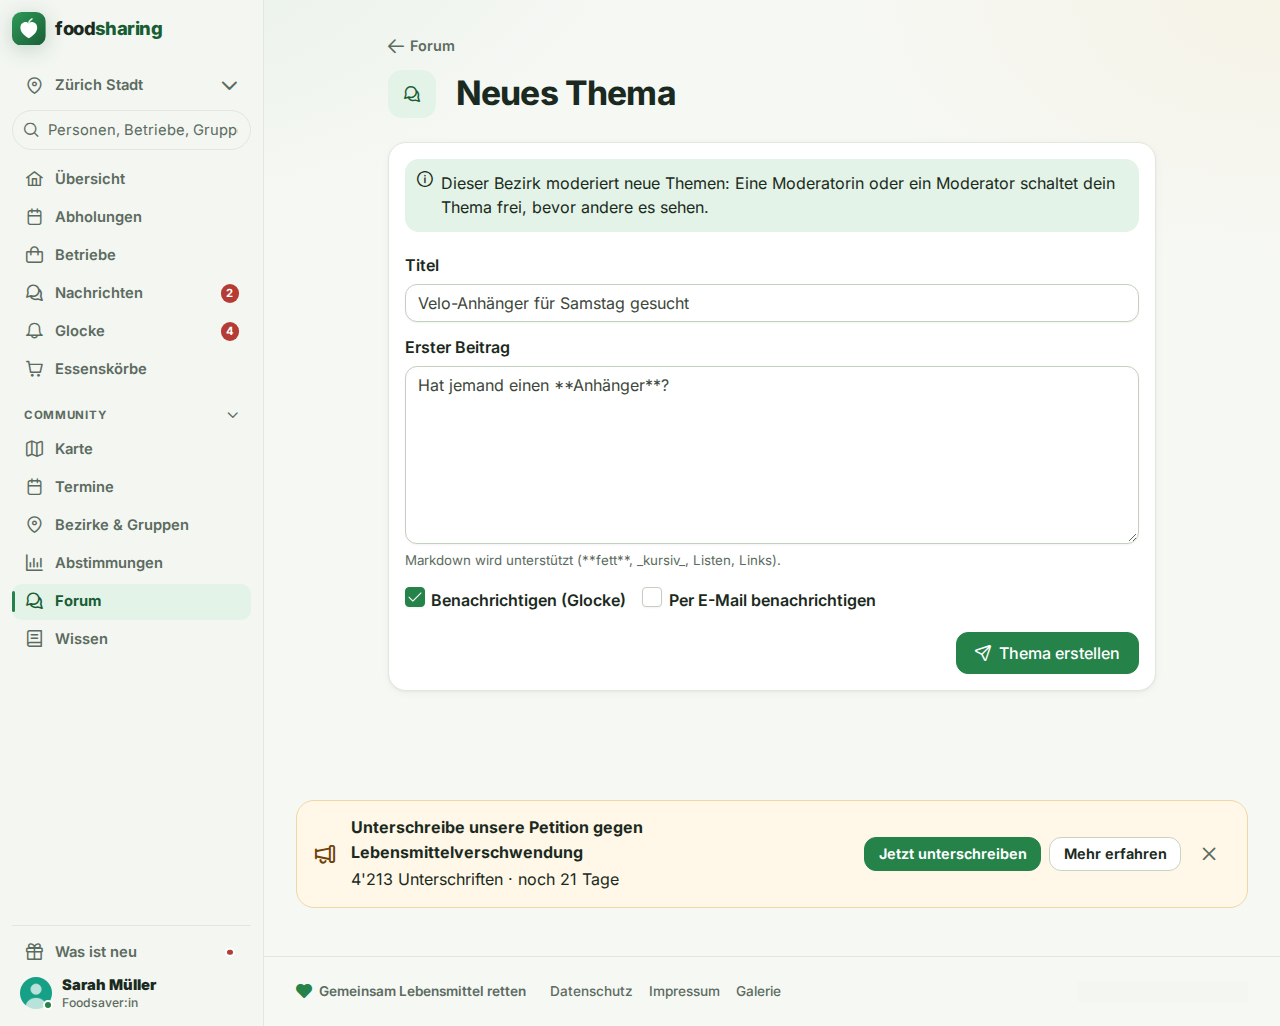 foodsharing
Zürich Stadt
Personen, Betriebe, Grupp
Übersicht
Abholungen
Betriebe
Nachrichten 2
Glocke 4
Essenskörbe
COMMUNITY
Karte
Termine
Bezirke & Gruppen
Abstimmungen
Forum
Wissen
Was ist neu
Sarah Müller
Foodsaver:in
Forum
Neues Thema
Dieser Bezirk moderiert neue Themen: Eine Moderatorin oder ein Moderator schaltet dein
Thema frei, bevor andere es sehen.
Titel
Velo-Anhänger für Samstag gesucht
Erster Beitrag
Hat jemand einen **Anhänger**?
Markdown wird unterstützt (**fett**, _kursiv_, Listen, Links).
Benachrichtigen (Glocke) Per E-Mail benachrichtigen
Thema erstellen
Unterschreibe unsere Petition gegen
Lebensmittelverschwendung
4'213 Unterschriften · noch 21 Tage
Jetzt unterschreiben Mehr erfahren
Gemeinsam Lebensmittel retten Datenschutz Impressum Galerie